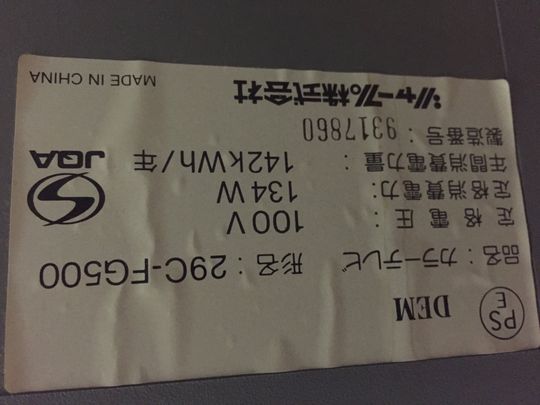 PS
E
DEM
品名：カラーテレビ 形名：29C-FG500
定格電圧： 100V
定格消費電力： 134W
年間消費電力量： 142kWh/年
製造番号： 9317860
JQA
シャープ株式会社
MADE IN CHINA